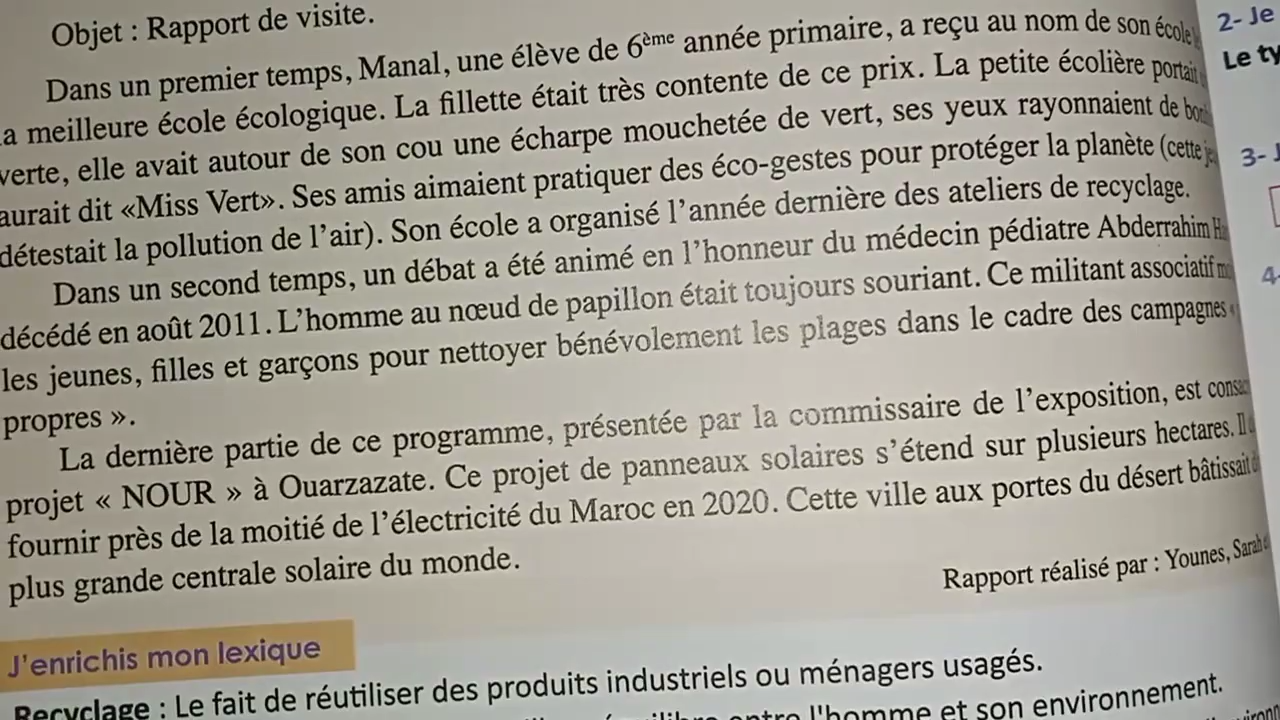 Objet : Rapport de visite.
Dans un premier temps, Manal, une élève de 6ème année primaire, a reçu au nom de son école
a meilleure école écologique. La fillette était très contente de ce prix. La petite écolière portait
verte, elle avait autour de son cou une écharpe mouchetée de vert, ses yeux rayonnaient de
aurait dit «Miss Vert». Ses amis aimaient pratiquer des éco-gestes pour protéger la planète (cette
détestait la pollution de l'air). Son école a organisé l'année dernière des ateliers de recyclage.
Dans un second temps, un débat a été animé en l'honneur du médecin pédiatre Abderrahim
décédé en août 2011. L'homme au nœud de papillon était toujours souriant. Ce militant associatif
les jeunes, filles et garçons pour nettoyer bénévolement les plages dans le cadre des campagnes «
propres ».
La dernière partie de ce programme, présentée par la commissaire de l'exposition, est
projet « NOUR » à Ouarzazate. Ce projet de panneaux solaires s'étend sur plusieurs hectares. Il
fournir près de la moitié de l'électricité du Maroc en 2020. Cette ville aux portes du désert bâtissait
plus grande centrale solaire du monde.
Rapport réalisé par : Younes, Sarah
J'enrichis mon lexique
Recyclage : Le fait de réutiliser des produits industriels ou ménagers usagés.
entre l'homme et son environnement.
2- Je
Le ty
3- J
4-